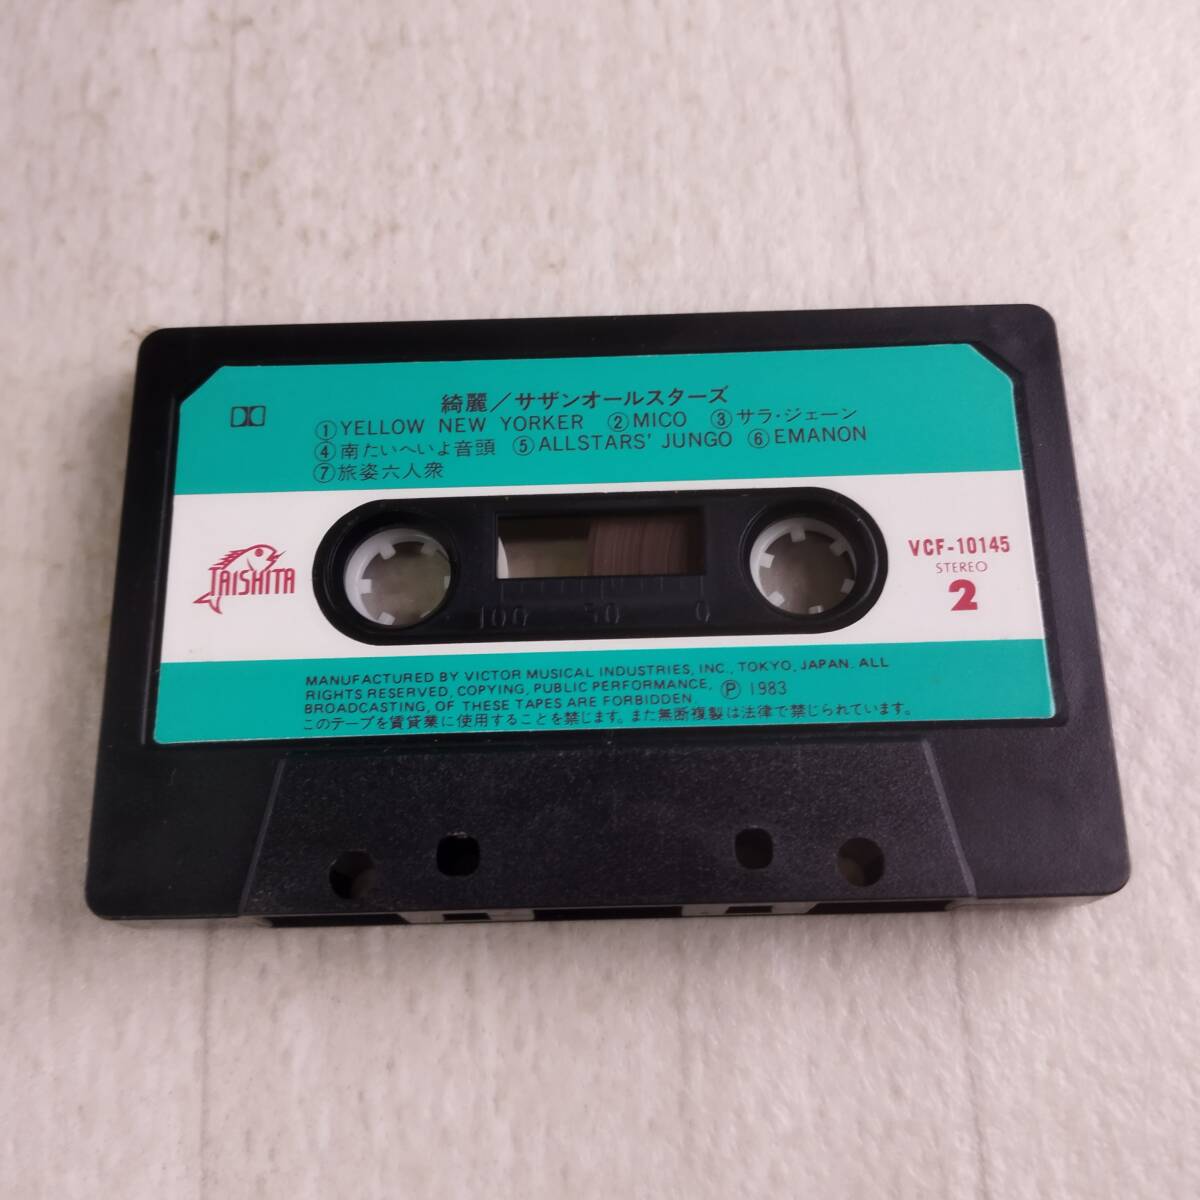 綺麗／サザンオールスターズ
①YELLOW NEW YORKER ②MICO ③サラ・ジェーン
④南たいへいよ音頭 ⑤ALLSTARS' JUNGO ⑥EMANON
⑦旅姿六人衆
TAISHITA
VCF-10145
STEREO
2
100 50 0
MANUFACTURED BY VICTOR MUSICAL INDUSTRIES, INC., TOKYO, JAPAN. ALL
RIGHTS RESERVED, COPYING, PUBLIC PERFORMANCE,
BROADCASTING, OF THESE TAPES ARE FORBIDDEN
Ⓟ 1983
このテープを賃貸業に使用することを禁じます。また無断複製は法律で禁じられています。